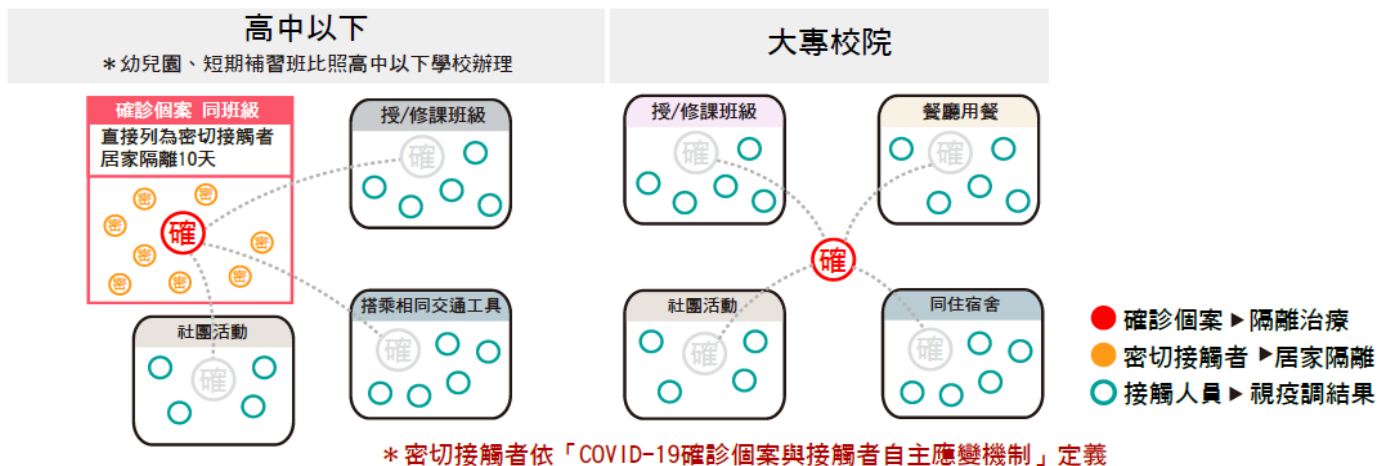 高中以下
＊幼兒園、短期補習班比照高中以下學校辦理
大專校院
確診個案 同班級
直接列為密切接觸者
居家隔離10天
密
密
密
密
密
密
密
密
確
授/修課班級
確
社團活動
確
搭乘相同交通工具
確
授/修課班級
確
餐廳用餐
確
確
社團活動
確
同住宿舍
確
確診個案▶隔離治療
密切接觸者▶居家隔離
接觸人員▶視疫調結果
＊密切接觸者依「COVID-19確診個案與接觸者自主應變機制」定義